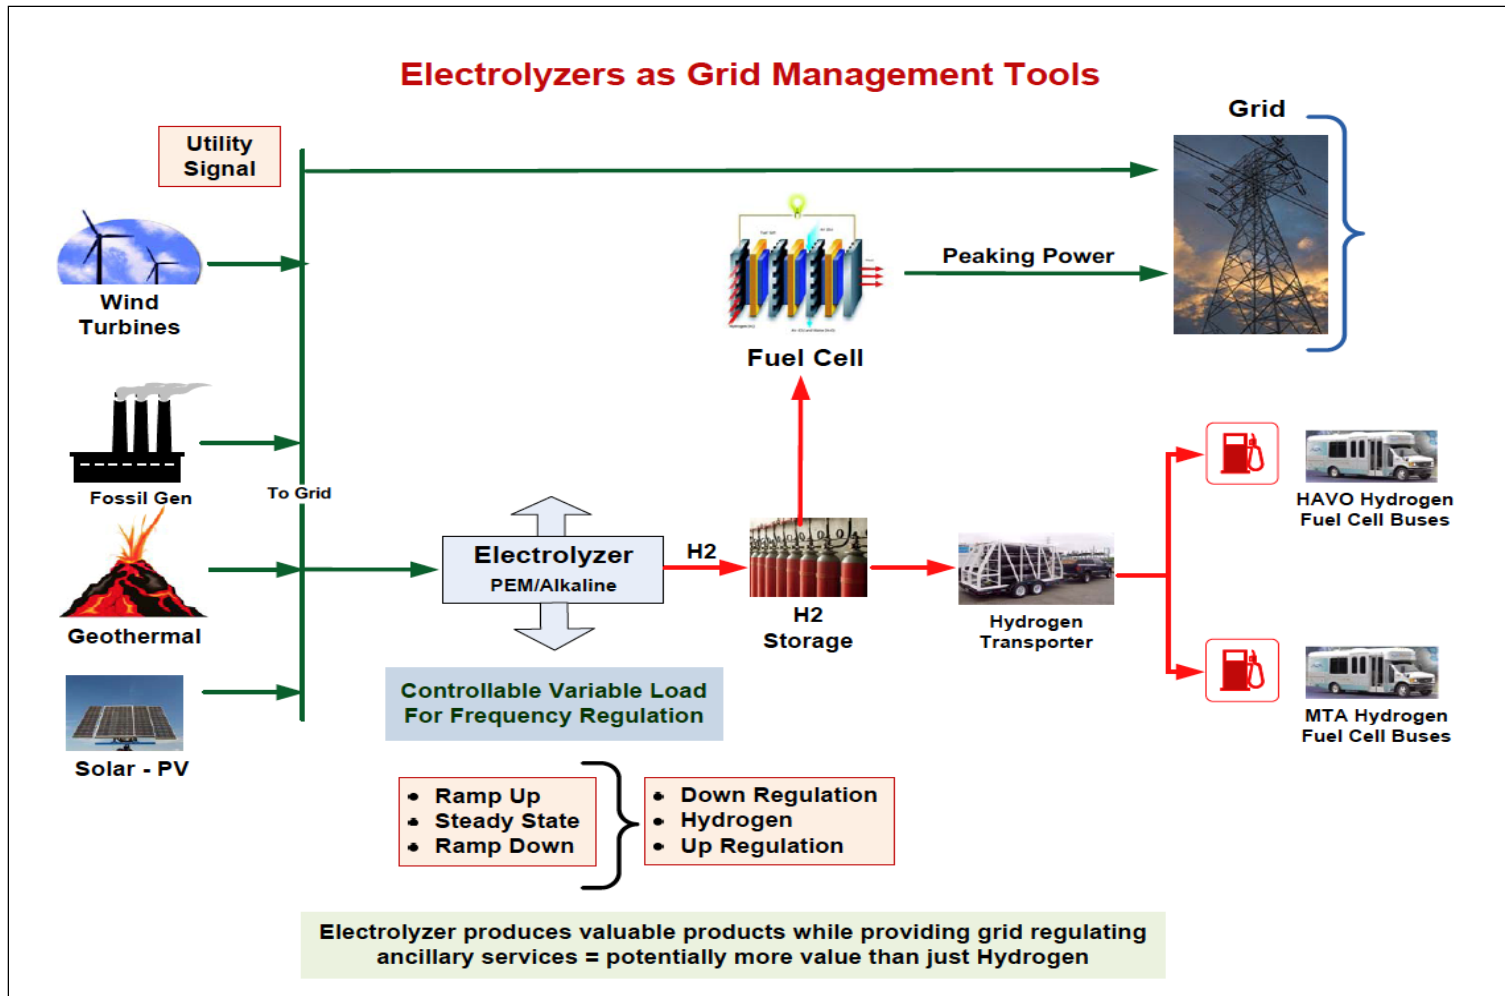 Electrolyzers as Grid Management Tools
Utility
Signal
Grid
Wind
Turbines
Peaking Power
Fuel Cell
Fossil Gen
To Grid
HAVO Hydrogen
Fuel Cell Buses
Electrolyzer
PEM/Alkaline
H2
Geothermal
H2
Storage
Hydrogen
Transporter
Controllable Variable Load
For Frequency Regulation
Solar - PV
MTA Hydrogen
Fuel Cell Buses
• Ramp Up
• Steady State
• Ramp Down
• Down Regulation
• Hydrogen
• Up Regulation
Electrolyzer produces valuable products while providing grid regulating
ancillary services = potentially more value than just Hydrogen